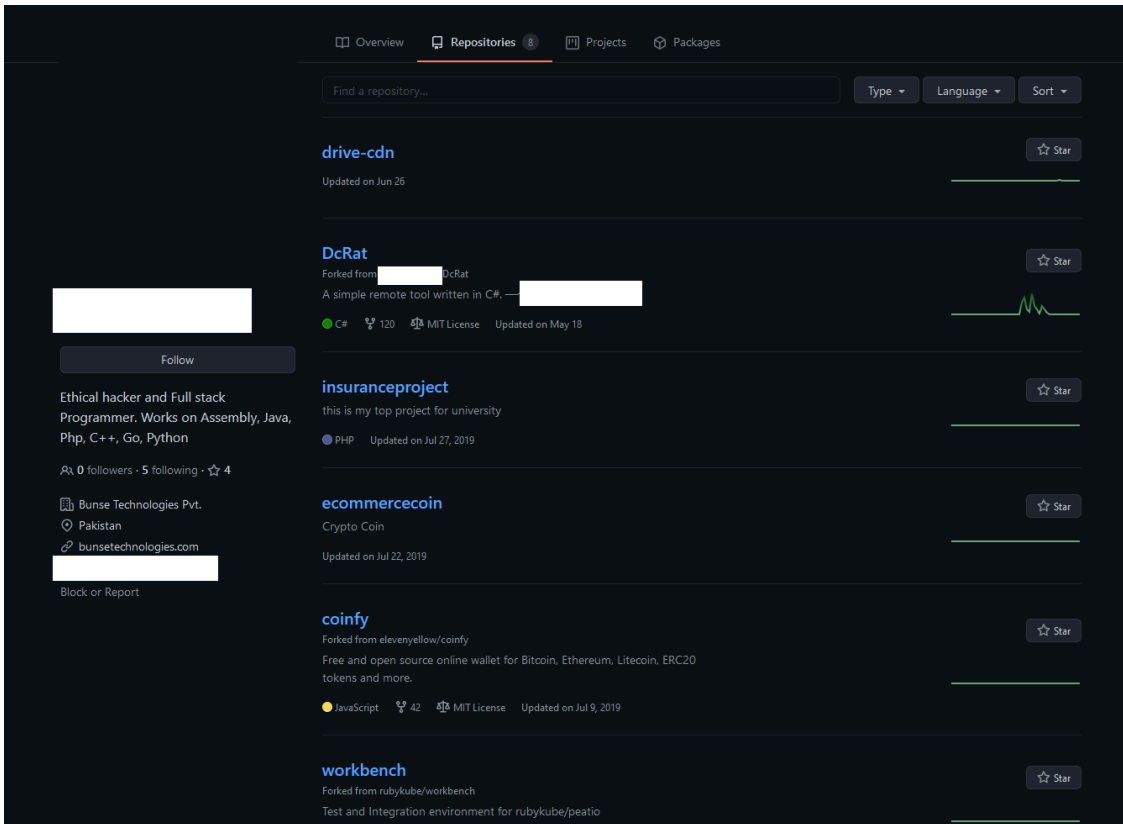 Overview Repositories 8 Projects Packages
Find a repository... Type Language Sort
drive-cdn
Star
Updated on Jun 26
DcRat
Star
Forked from DcRat
A simple remote tool written in C#. —
C# 120 MIT License Updated on May 18
Follow
Ethical hacker and Full stack
Programmer. Works on Assembly, Java,
Php, C++, Go, Python
0 followers · 5 following · 4
Bunse Technologies Pvt.
Pakistan
bunsetechnologies.com
Block or Report
insuranceproject
Star
this is my top project for university
PHP Updated on Jul 27, 2019
ecommercecoin
Star
Crypto Coin
Updated on Jul 22, 2019
coinfy
Star
Forked from elevenyellow/coinfy
Free and open source online wallet for Bitcoin, Ethereum, Litecoin, ERC20
tokens and more.
JavaScript 42 MIT License Updated on Jul 9, 2019
workbench
Star
Forked from rubykube/workbench
Test and Integration environment for rubykube/peatio